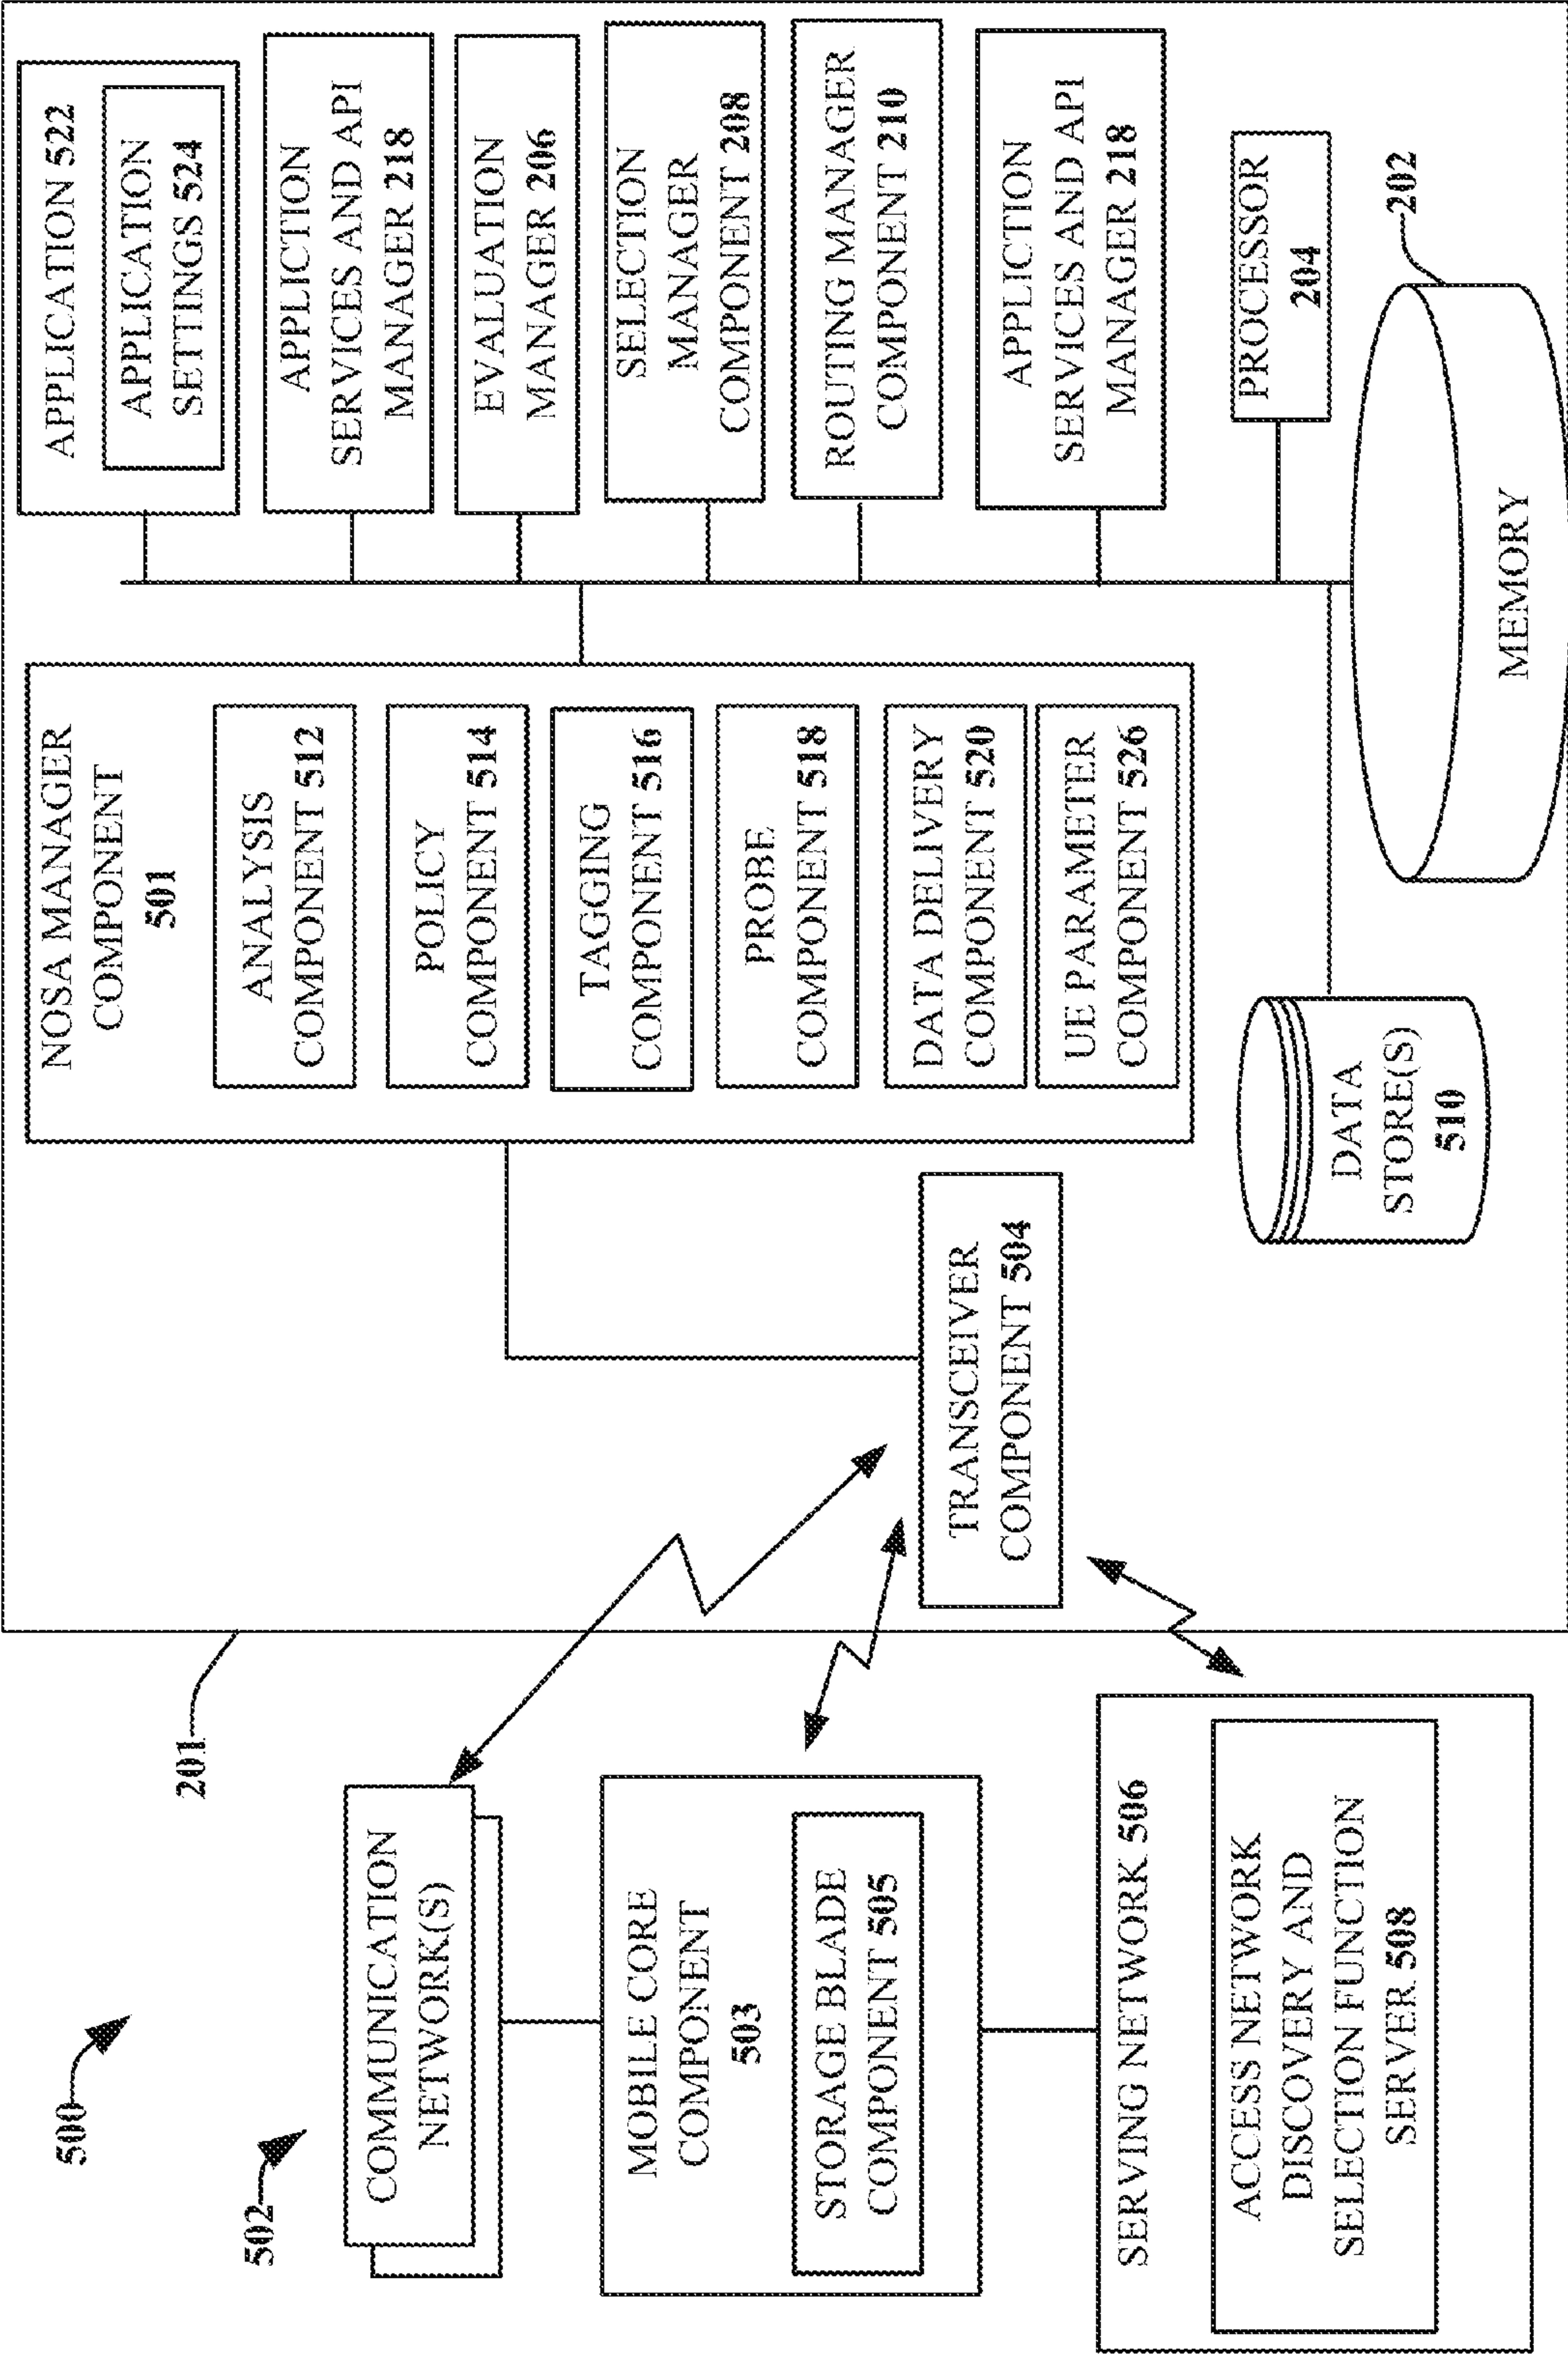 500
502
201
COMMUNICATION
NETWORK(S)
MOBILE CORE
COMPONENT
503
STORAGE BLADE
COMPONENT 505
SERVING NETWORK 506
ACCESS NETWORK
DISCOVERY AND
SELECTION FUNCTION
SERVER 508
TRANSCEIVER
COMPONENT 504
NOSA MANAGER
COMPONENT
501
ANALYSIS
COMPONENT 512
POLICY
COMPONENT 514
TAGGING
COMPONENT 516
PROBE
COMPONENT 518
DATA DELIVERY
COMPONENT 520
UE PARAMETER
COMPONENT 526
DATA
STORE(S)
510
APPLICATION 522
APPLICATION
SETTINGS 524
APPLICTION
SERVICES AND API
MANAGER 218
EVALUATION
MANAGER 206
SELECTION
MANAGER
COMPONENT 208
ROUTING MANAGER
COMPONENT 210
APPLICTION
SERVICES AND API
MANAGER 218
PROCESSOR
204
202
MEMORY